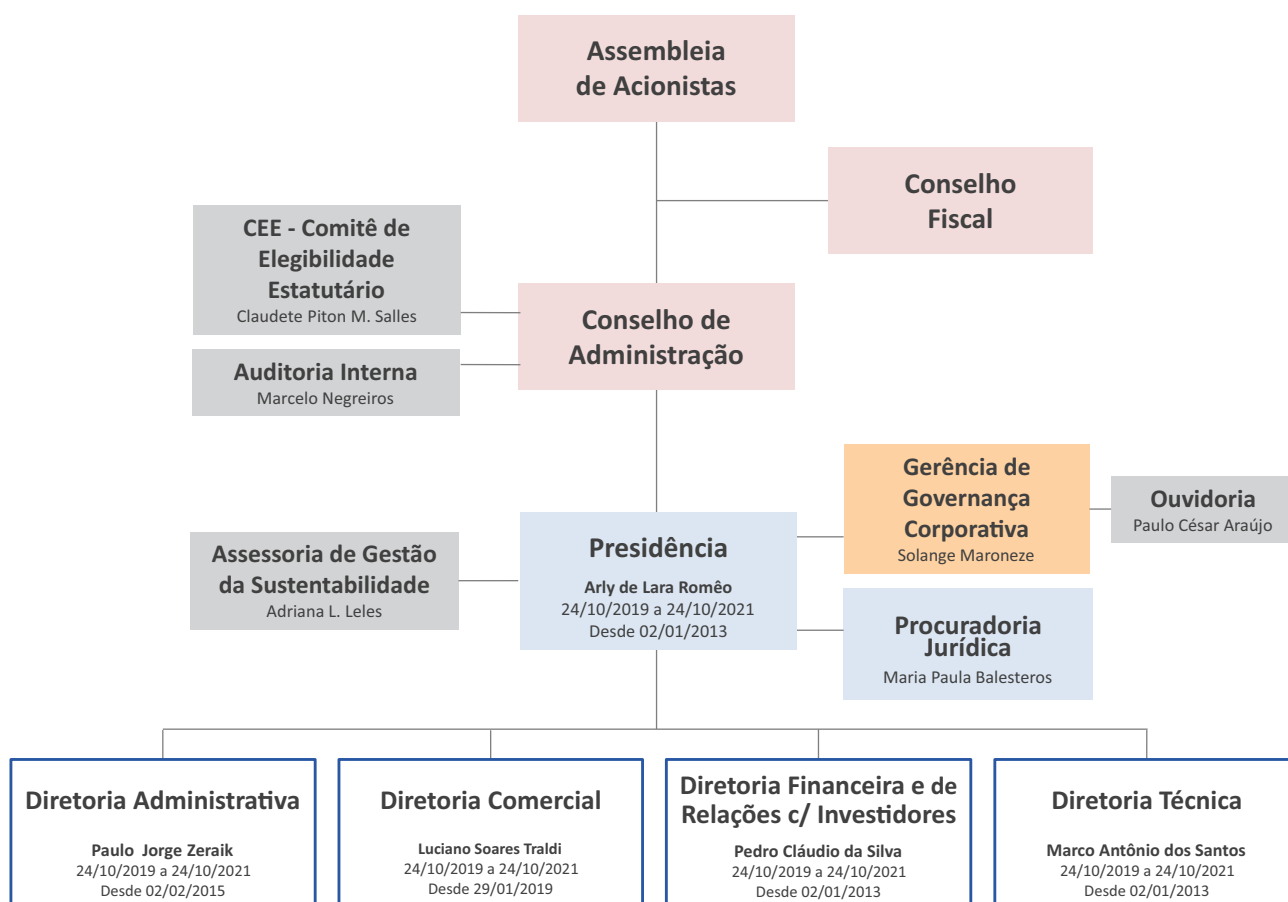 Assembleia
de Acionistas
Conselho
Fiscal
CEE - Comitê de
Elegibilidade
Estatutário
Claudete Piton M. Salles
Conselho de
Administração
Auditoria Interna
Marcelo Negreiros
Gerência de
Governança
Corporativa
Solange Maroneze
Ouvidoria
Paulo César Araújo
Assessoria de Gestão
da Sustentabilidade
Adriana L. Leles
Presidência
Arly de Lara Romêo
24/10/2019 a 24/10/2021
Desde 02/01/2013
Procuradoria
Jurídica
Maria Paula Balesteros
Diretoria Administrativa
Paulo Jorge Zeraik
24/10/2019 a 24/10/2021
Desde 02/02/2015
Diretoria Comercial
Luciano Soares Traldi
24/10/2019 a 24/10/2021
Desde 29/01/2019
Diretoria Financeira e de
Relações c/ Investidores
Pedro Cláudio da Silva
24/10/2019 a 24/10/2021
Desde 02/01/2013
Diretoria Técnica
Marco Antônio dos Santos
24/10/2019 a 24/10/2021
Desde 02/01/2013